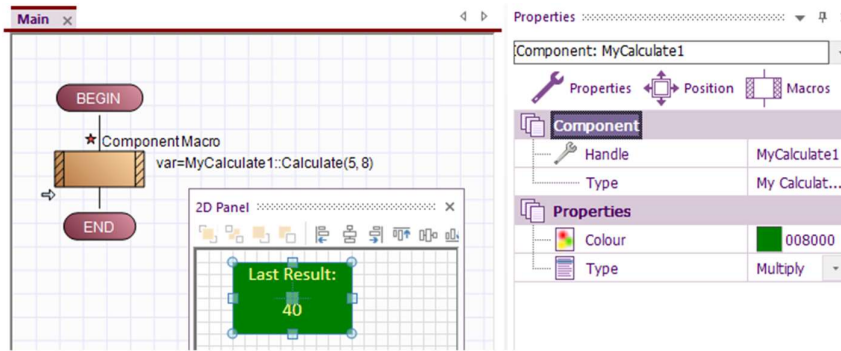 Main
Properties
Component: MyCalculate1
Properties Position Macros
BEGIN
Component Macro
var=MyCalculate1::Calculate(5, 8)
END
2D Panel
Last Result:
40
Component
Handle MyCalculate1
Type My Calculat...
Properties
Colour 008000
Type Multiply